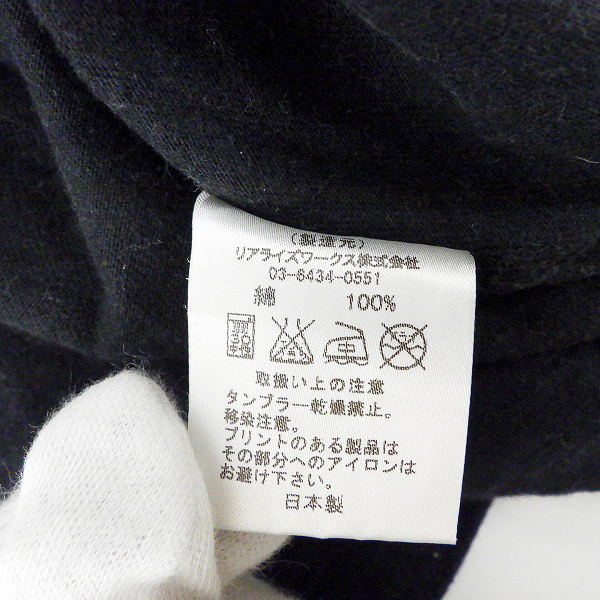 (製造元)
リアライズワークス株式会社
03-6434-0551
綿 100%
取扱い上の注意
タンブラー乾燥禁止。
移染注意。
プリントのある製品は
その部分へのアイロンは
お避け下さい。
日本製